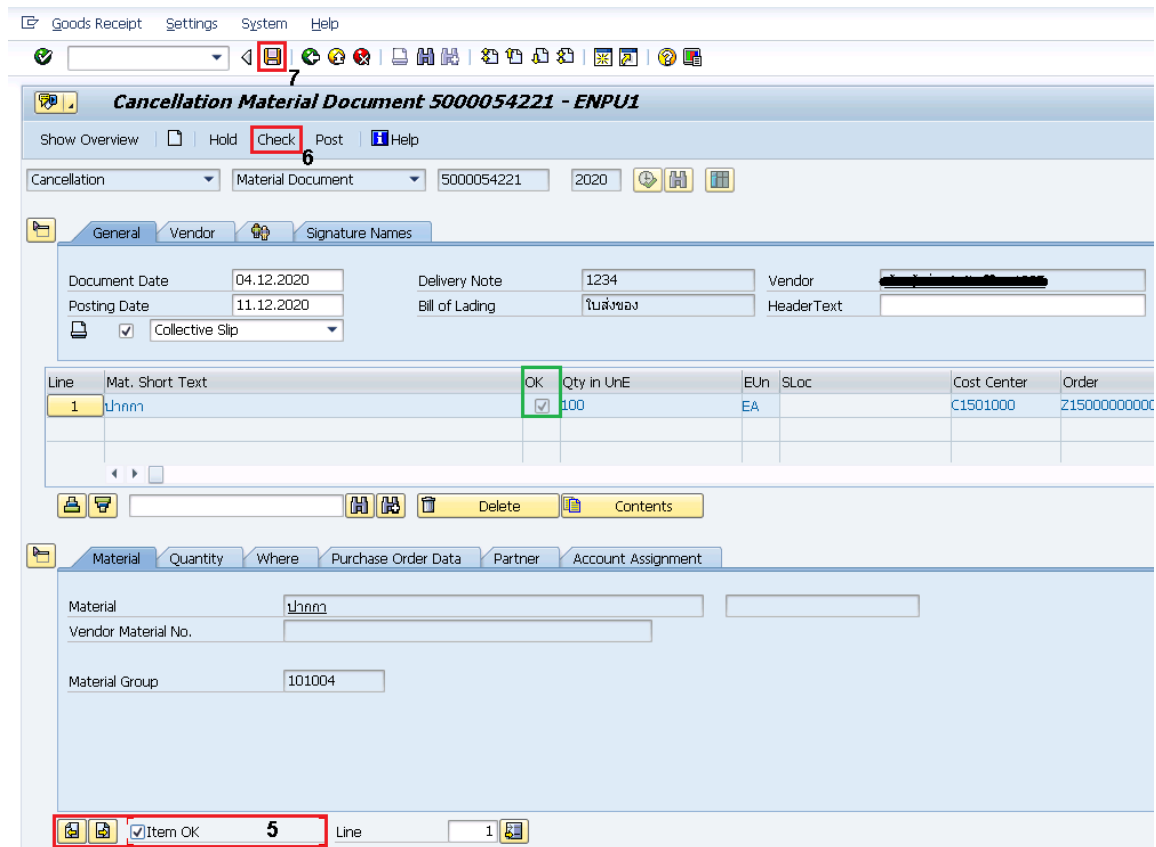 Goods Receipt Settings System Help
7
Cancellation Material Document 5000054221 - ENPU1
Show Overview Hold Check Post Help
6
Cancellation Material Document 5000054221 2020
General Vendor Signature Names
Document Date 04.12.2020 Delivery Note 1234 Vendor
Posting Date 11.12.2020 Bill of Lading ใบส่งของ HeaderText
Collective Slip
Line Mat. Short Text OK Qty in UnE EUn SLoc Cost Center Order
1 ปากกา 100 EA C1501000 Z15000000000
Delete Contents
Material Quantity Where Purchase Order Data Partner Account Assignment
Material ปากกา
Vendor Material No.
Material Group 101004
Item OK 5 Line 1